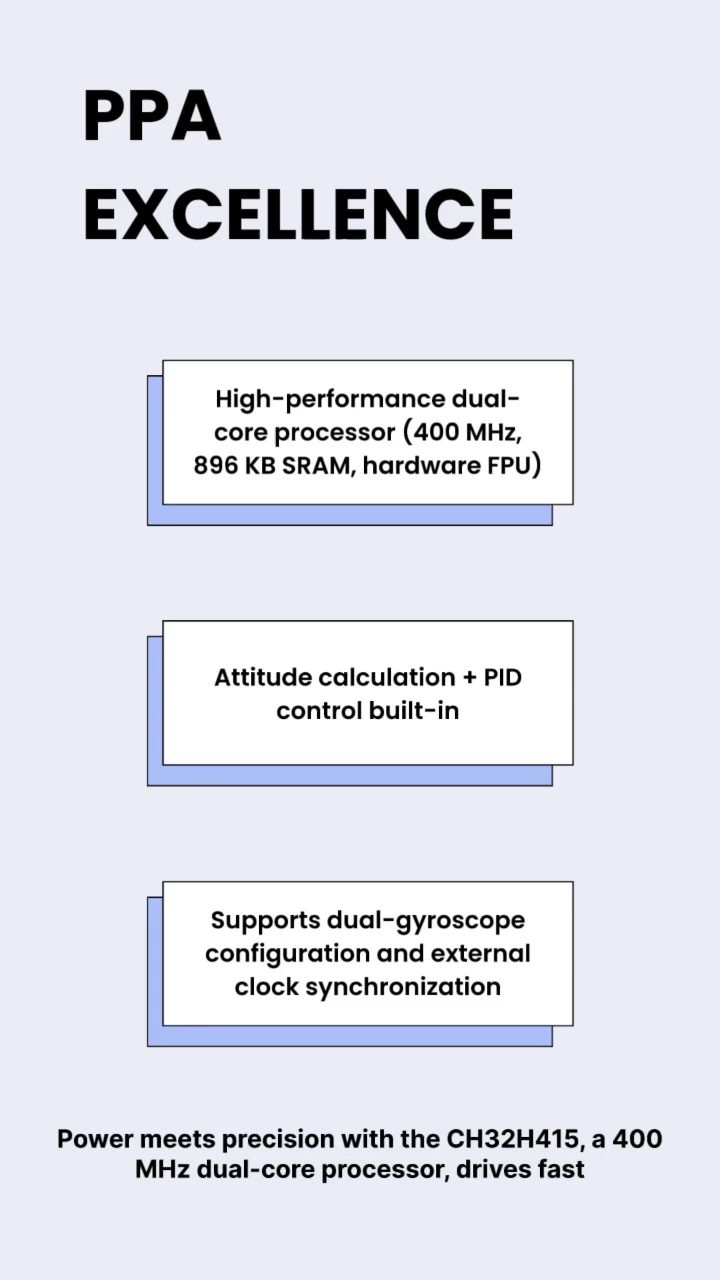 PPA
EXCELLENCE
High-performance dual-
core processor (400 MHz,
896 KB SRAM, hardware FPU)
Attitude calculation + PID
control built-in
Supports dual-gyroscope
configuration and external
clock synchronization
Power meets precision with the CH32H415, a 400
MHz dual-core processor, drives fast